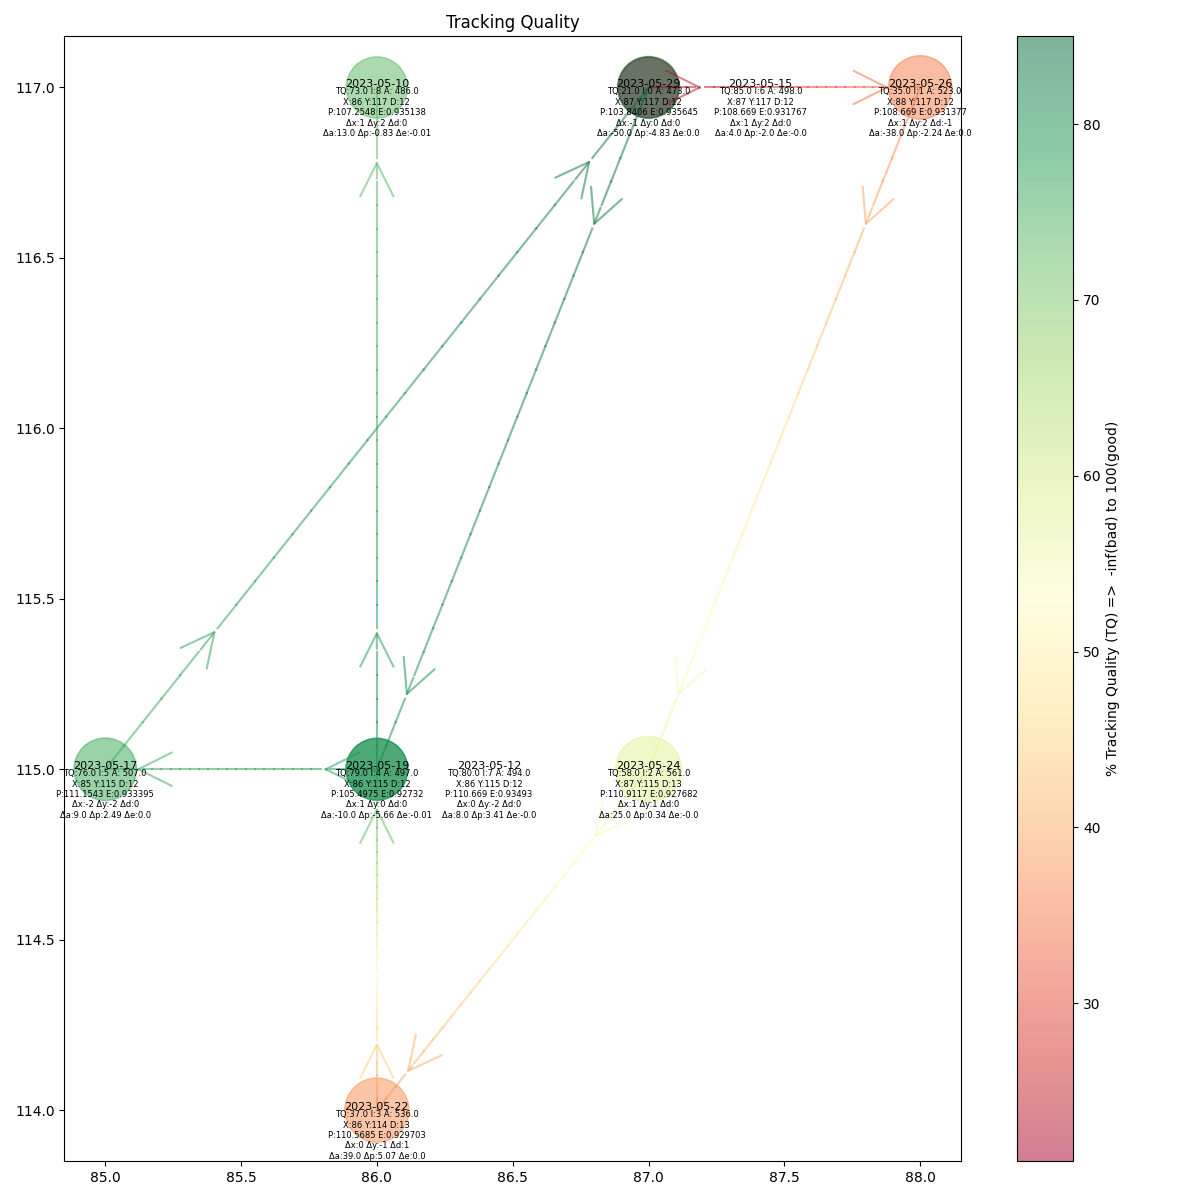 Tracking Quality
117.0
116.5
116.0
115.5
115.0
114.5
114.0
85.0
85.5
86.0
86.5
87.0
87.5
88.0
2023-05-10
TQ:73.0 I:8 A: 486.0
X:86 Y:117 D:12
P:107.2548 E:0.935138
Δx:1 Δy:2 Δd:0
Δa:13.0 Δp:-0.83 Δe:-0.01
2023-05-29
TQ:21.0 I:0 A: 473.0
X:87 Y:117 D:12
P:103.8406 E:0.935645
Δx:-1 Δy:0 Δd:0
Δa:-50.0 Δp:-4.83 Δe:0.0
2023-05-15
TQ:85.0 I:6 A: 498.0
X:87 Y:117 D:12
P:108.669 E:0.931767
Δx:1 Δy:2 Δd:0
Δa:4.0 Δp:-2.0 Δe:-0.0
2023-05-26
TQ:35.0 I:1 A: 523.0
X:88 Y:117 D:12
P:108.669 E:0.931377
Δx:1 Δy:2 Δd:-1
Δa:-38.0 Δp:-2.24 Δe:0.0
2023-05-17
TQ:76.0 I:5 A: 507.0
X:85 Y:115 D:12
P:111.1543 E:0.933395
Δx:-2 Δy:-2 Δd:0
Δa:9.0 Δp:2.49 Δe:0.0
2023-05-19
TQ:79.0 I:4 A: 497.0
X:86 Y:115 D:12
P:105.4975 E:0.92732
Δx:1 Δy:0 Δd:0
Δa:-10.0 Δp:-5.66 Δe:-0.01
2023-05-12
TQ:80.0 I:7 A: 494.0
X:86 Y:115 D:12
P:110.669 E:0.93493
Δx:0 Δy:-2 Δd:0
Δa:8.0 Δp:3.41 Δe:-0.0
2023-05-24
TQ:58.0 I:2 A: 561.0
X:87 Y:115 D:13
P:110.9117 E:0.927682
Δx:1 Δy:1 Δd:0
Δa:25.0 Δp:0.34 Δe:-0.0
2023-05-22
TQ:37.0 I:3 A: 536.0
X:86 Y:114 D:13
P:110.5685 E:0.929703
Δx:0 Δy:-1 Δd:1
Δa:39.0 Δp:5.07 Δe:0.0
80
70
60
50
40
30
% Tracking Quality (TQ) => -inf(bad) to 100(good)